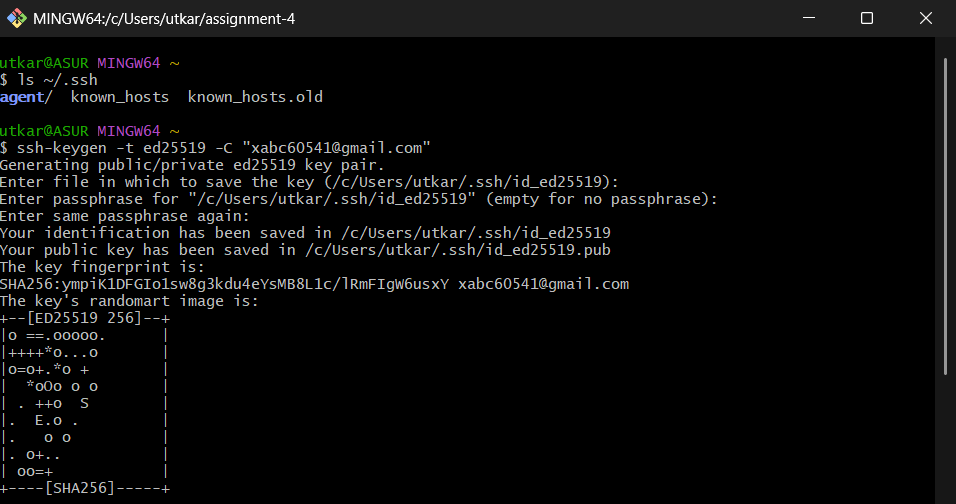 MINGW64:/c/Users/utkar/assignment-4
utkar@ASUR MINGW64 ~
$ ls ~/.ssh
agent/  known_hosts  known_hosts.old
utkar@ASUR MINGW64 ~
$ ssh-keygen -t ed25519 -C "xabc60541@gmail.com"
Generating public/private ed25519 key pair.
Enter file in which to save the key (/c/Users/utkar/.ssh/id_ed25519):
Enter passphrase for "/c/Users/utkar/.ssh/id_ed25519" (empty for no passphrase):
Enter same passphrase again:
Your identification has been saved in /c/Users/utkar/.ssh/id_ed25519
Your public key has been saved in /c/Users/utkar/.ssh/id_ed25519.pub
The key fingerprint is:
SHA256:ympiK1DFGIo1sw8g3kdu4eYsMB8L1c/lRmFIgW6usxY xabc60541@gmail.com
The key's randomart image is:
+--[ED25519 256]--+
|o ==.ooooo.      |
|++++*o...o       |
|o=o+.*o +        |
|  *oOo o o       |
| . ++o  S        |
|.  E.o .         |
|.   o o          |
|. o+..           |
| oo=+            |
+----[SHA256]-----+